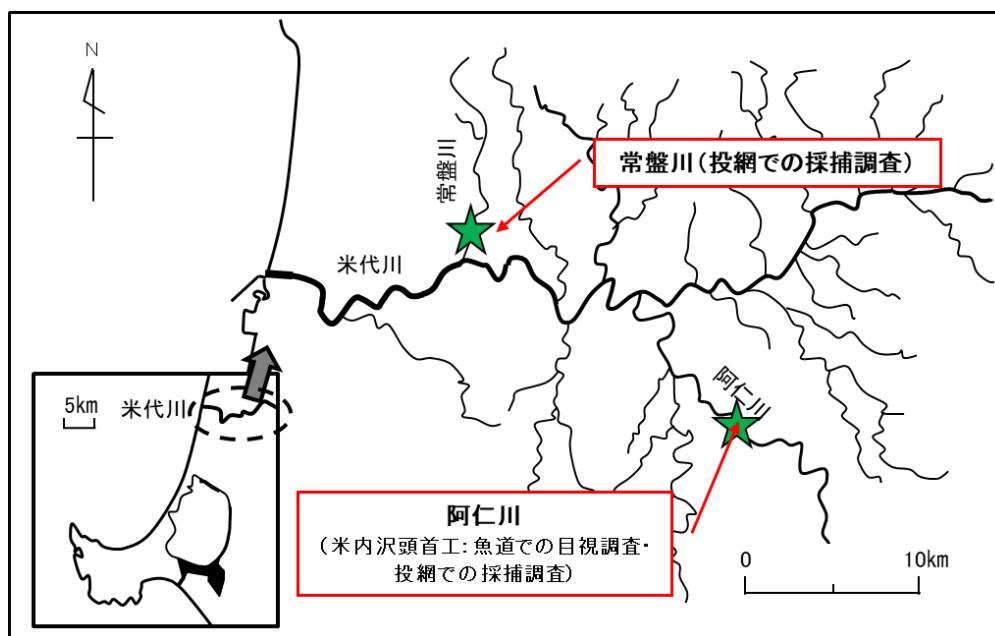 N
常盤川
常盤川(投網での採捕調査)
米代川
阿仁川
5km
米代川
阿仁川
(米内沢頭首工:魚道での目視調査・
投網での採捕調査)
0
10km